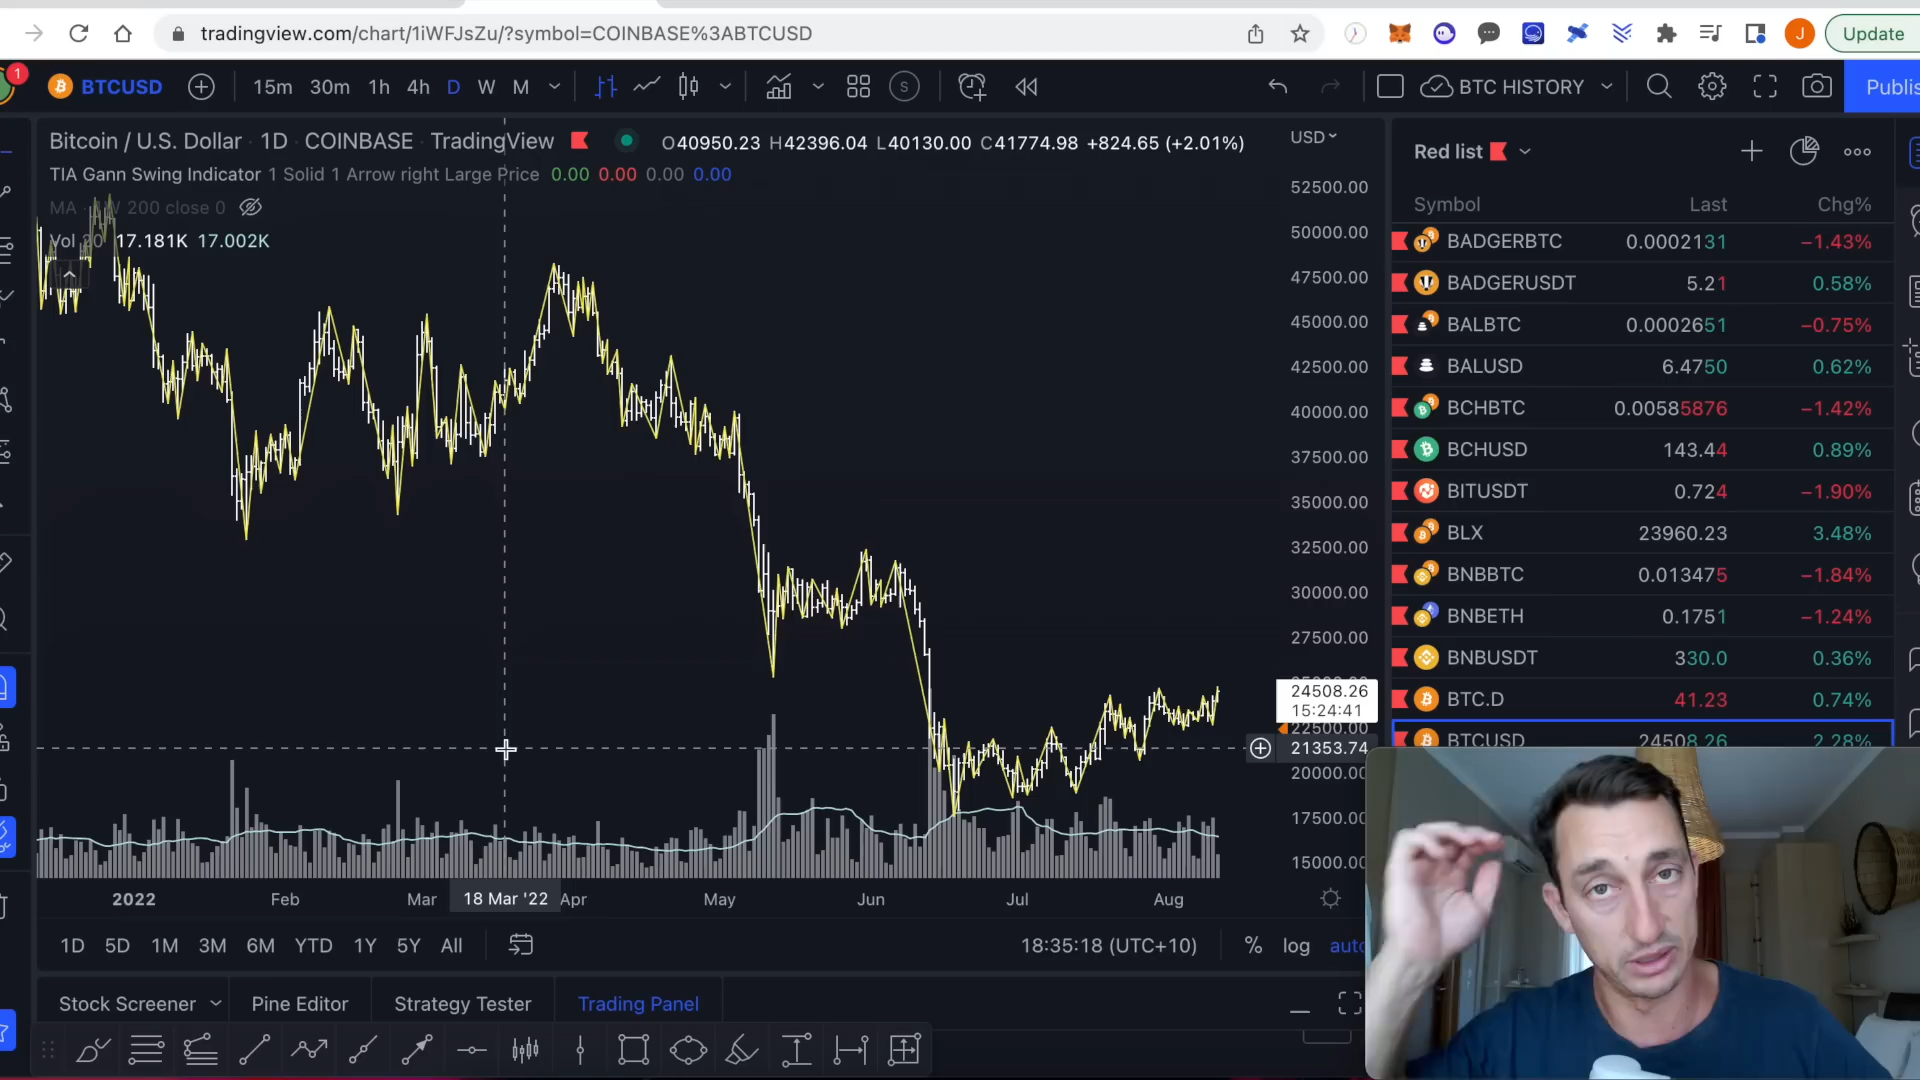 tradingview.com/chart/1iWFJsZu/?symbol=COINBASE%3ABTCUSD
J
Update
1
BTCUSD
15m 30m 1h 4h D W M
S
BTC HISTORY
Bitcoin / U.S. Dollar · 1D · COINBASE · TradingView
O40950.23 H42396.04 L40130.00 C41774.98 +824.65 (+2.01%)
USD
TIA Gann Swing Indicator 1 Solid 1 Arrow right Large Price 0.00 0.00 0.00 0.00
200 close 0
Vol 20 17.181K 17.002K
52500.00
50000.00
47500.00
45000.00
42500.00
40000.00
37500.00
35000.00
32500.00
30000.00
27500.00
24508.26
15:24:41
22500.00
21353.74
20000.00
17500.00
15000.00
2022 Feb Mar 18 Mar '22 Apr May Jun Jul Aug
1D 5D 1M 3M 6M YTD 1Y 5Y All
18:35:18 (UTC+10) % log auto
Stock Screener Pine Editor Strategy Tester Trading Panel
Red list
Symbol Last Chg%
BADGERBTC 0.0002131 −1.43%
BADGERUSDT 5.21 0.58%
BALBTC 0.0002651 −0.75%
BALUSD 6.4750 0.62%
BCHBTC 0.00585876 −1.42%
BCHUSD 143.44 0.89%
BITUSDT 0.724 −1.90%
BLX 23960.23 3.48%
BNBBTC 0.013475 −1.84%
BNBETH 0.1751 −1.24%
BNBUSDT 330.0 0.36%
BTC.D 41.23 0.74%
BTCUSD 24508.26 2.28%